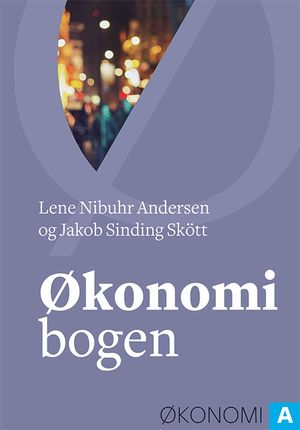 Lene Nibuhr Andersen
og Jakob Sinding Skött
Økonomi
bogen
ØKONOMI A